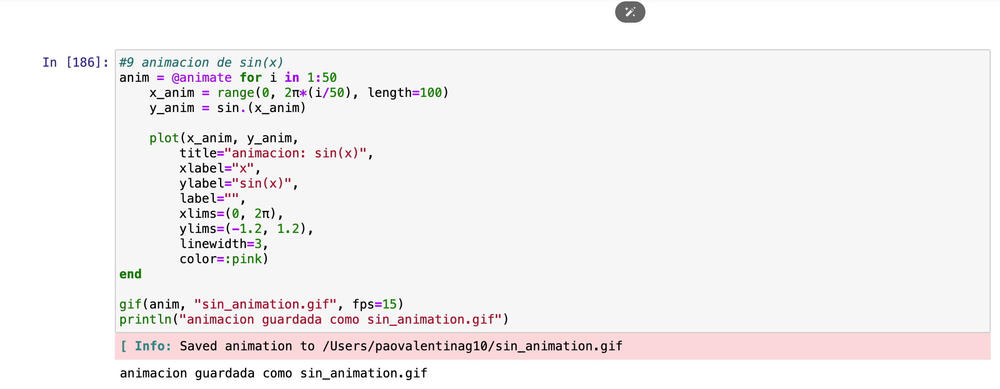 In [186]:
#9 animacion de sin(x)
anim = @animate for i in 1:50
    x_anim = range(0, 2π*(i/50), length=100)
    y_anim = sin.(x_anim)

    plot(x_anim, y_anim,
        title="animacion: sin(x)",
        xlabel="x",
        ylabel="sin(x)",
        label="",
        xlims=(0, 2π),
        ylims=(-1.2, 1.2),
        linewidth=3,
        color=:pink)
end

gif(anim, "sin_animation.gif", fps=15)
println("animacion guardada como sin_animation.gif")
[ Info: Saved animation to /Users/paovalentinag10/sin_animation.gif
animacion guardada como sin_animation.gif